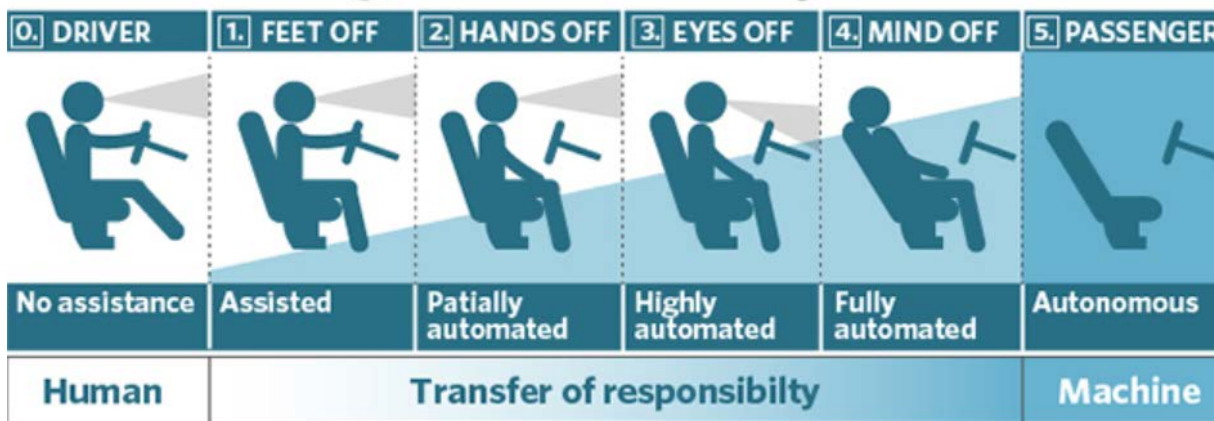 0. DRIVER
1. FEET OFF
2. HANDS OFF
3. EYES OFF
4. MIND OFF
5. PASSENGER
No assistance
Assisted
Patially
automated
Highly
automated
Fully
automated
Autonomous
Human
Transfer of responsibilty
Machine